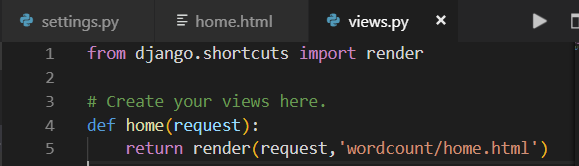 settings.py home.html views.py ×
1 from django.shortcuts import render
2
3 # Create your views here.
4 def home(request):
5 return render(request,'wordcount/home.html')